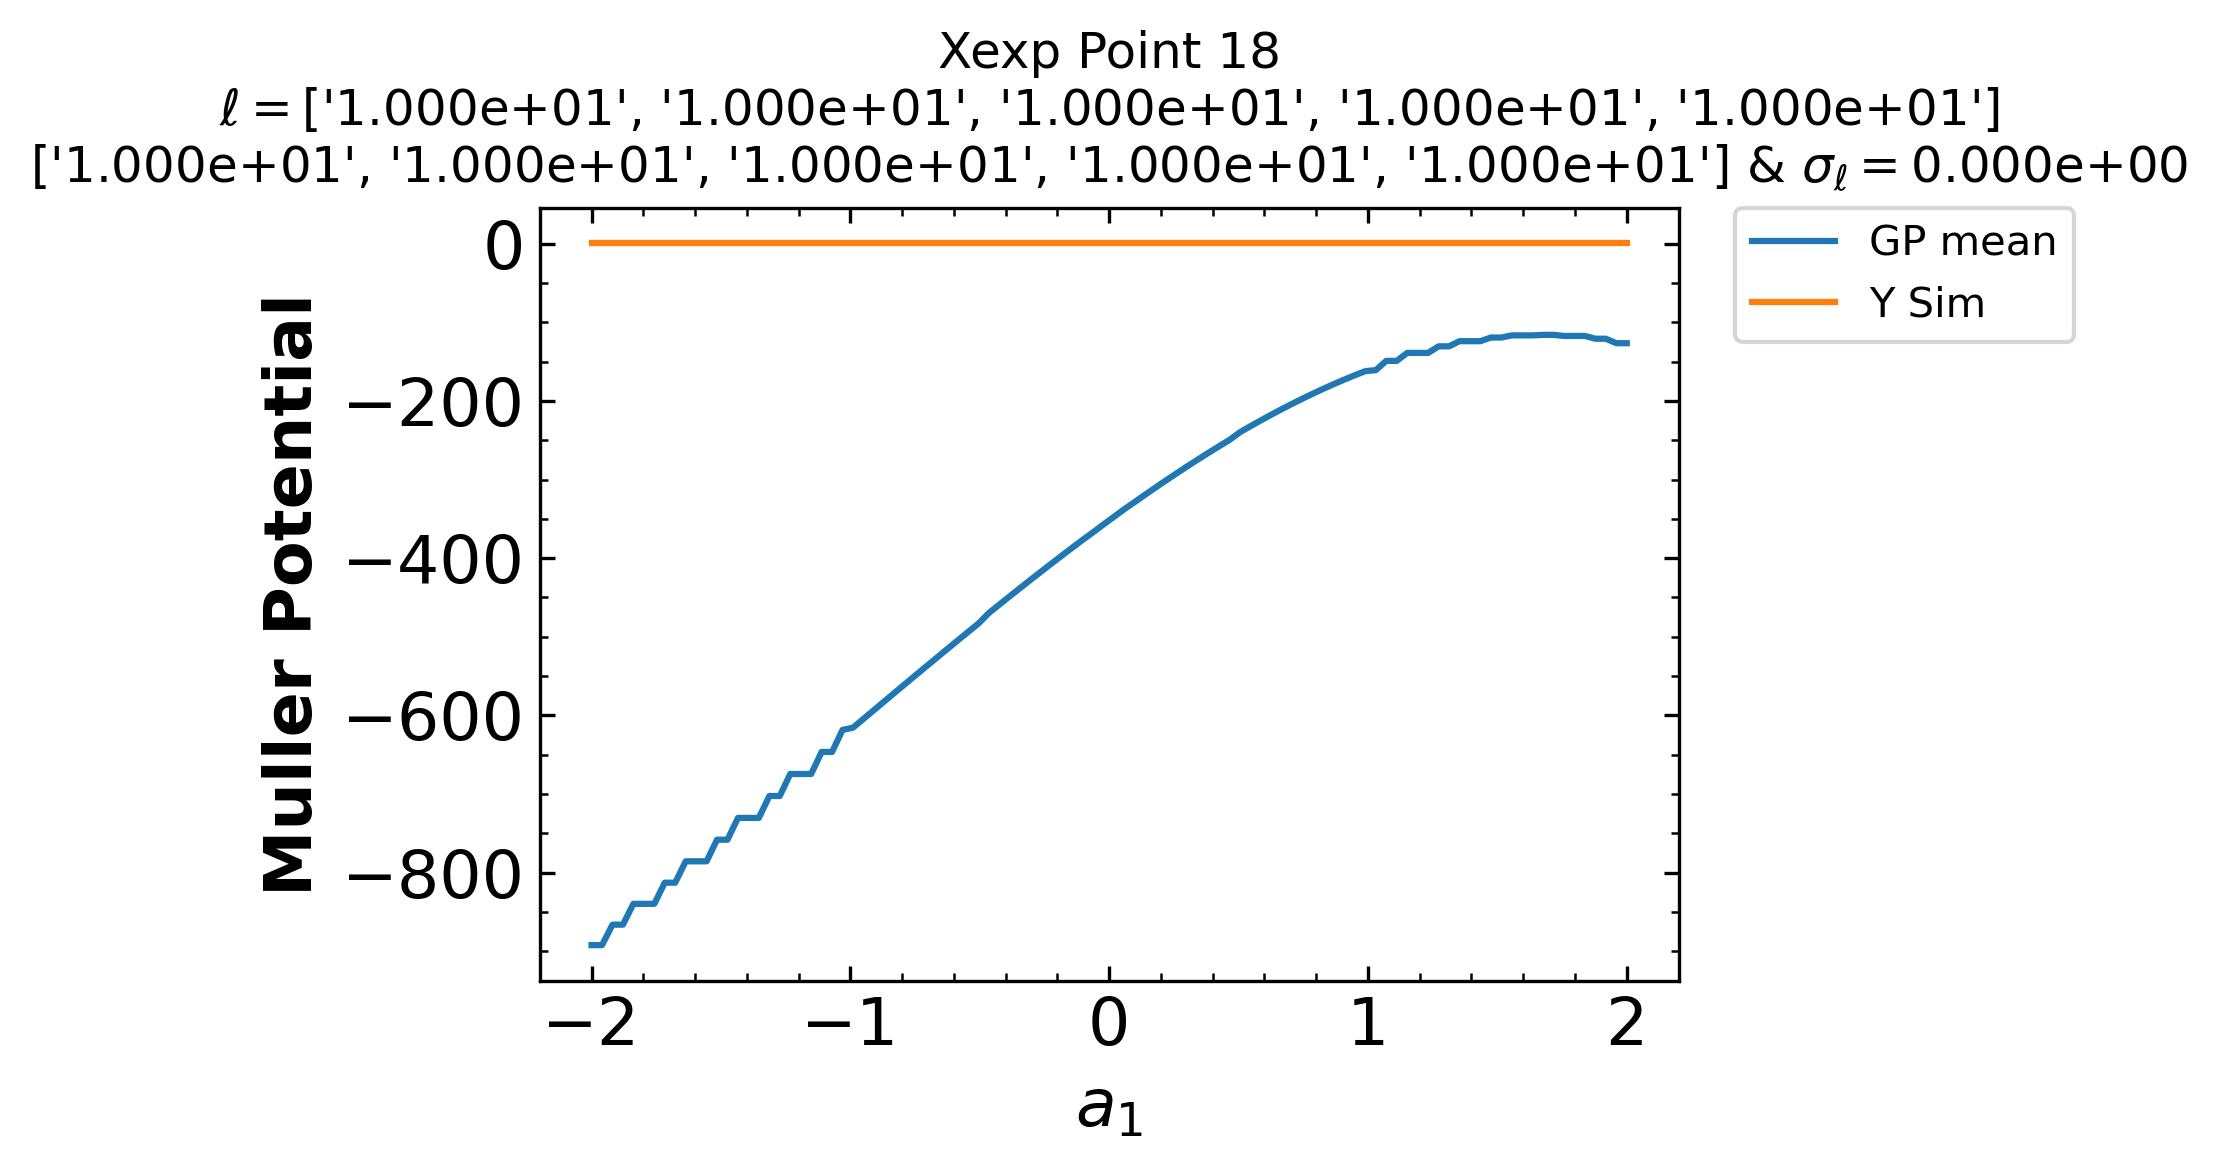 Xexp Point 18
ℓ = ['1.000e+01', '1.000e+01', '1.000e+01', '1.000e+01', '1.000e+01']
['1.000e+01', '1.000e+01', '1.000e+01', '1.000e+01', '1.000e+01'] & σℓ = 0.000e+00
GP mean
Y Sim
Muller Potential
0
−200
−400
−600
−800
−2 −1 0 1 2
a₁